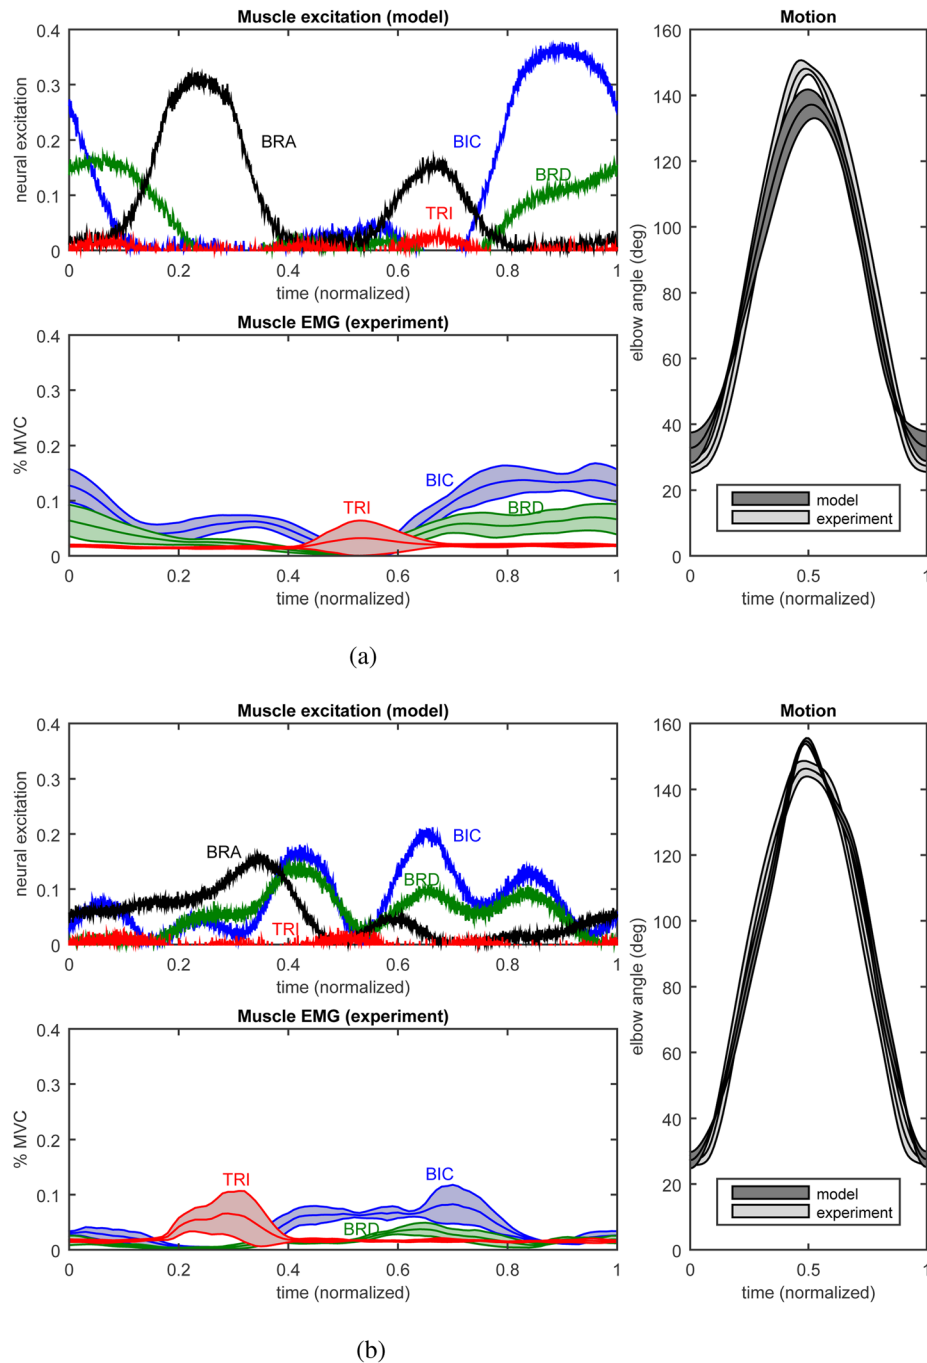 Muscle excitation (model)
neural excitation
0.4
0.3
0.2
0.1
0
BRA
BIC
BRD
TRI
0 0.2 0.4 0.6 0.8 1
time (normalized)
Muscle EMG (experiment)
% MVC
0.4
0.3
0.2
0.1
0
BIC
TRI
BRD
0 0.2 0.4 0.6 0.8 1
time (normalized)
Motion
elbow angle (deg)
160
140
120
100
80
60
40
20
0
model
experiment
0 0.5 1
time (normalized)
(a)
Muscle excitation (model)
neural excitation
0.4
0.3
0.2
0.1
0
BIC
BRA
BRD
TRI
0 0.2 0.4 0.6 0.8 1
time (normalized)
Muscle EMG (experiment)
% MVC
0.4
0.3
0.2
0.1
0
TRI
BIC
BRD
0 0.2 0.4 0.6 0.8 1
time (normalized)
Motion
elbow angle (deg)
160
140
120
100
80
60
40
20
0
model
experiment
0 0.5 1
time (normalized)
(b)